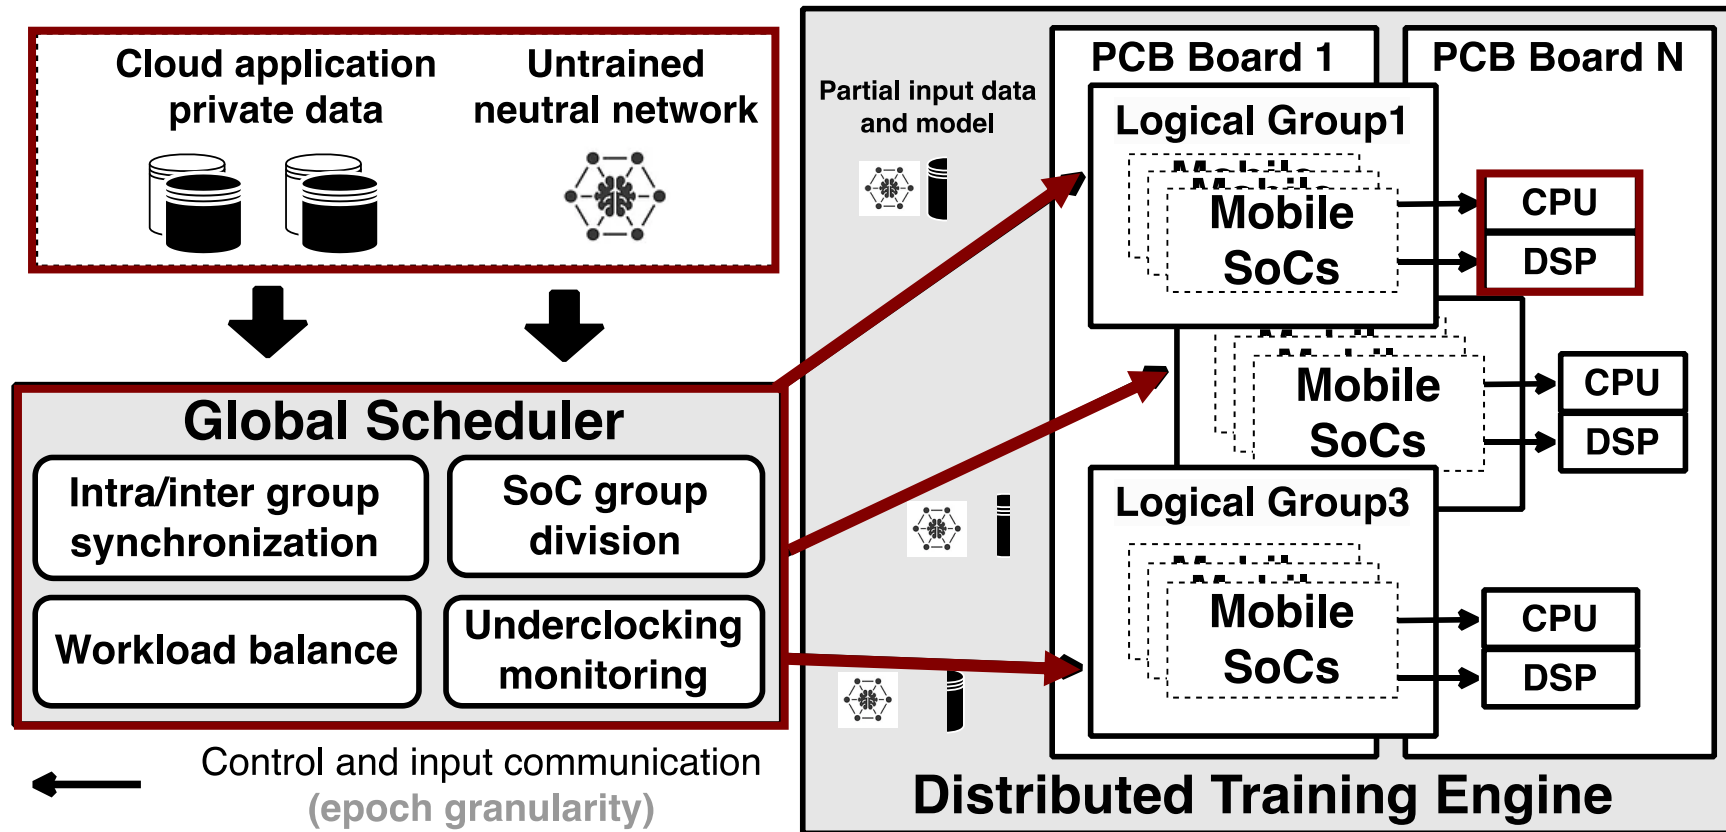 Cloud application
private data
Untrained
neutral network
Global Scheduler
Intra/inter group
synchronization
SoC group
division
Workload balance
Underclocking
monitoring
Control and input communication
(epoch granularity)
Partial input data
and model
PCB Board 1
PCB Board N
Logical Group1
Mobile
SoCs
CPU
DSP
Mobile
SoCs
CPU
DSP
Logical Group3
Mobile
SoCs
CPU
DSP
Distributed Training Engine